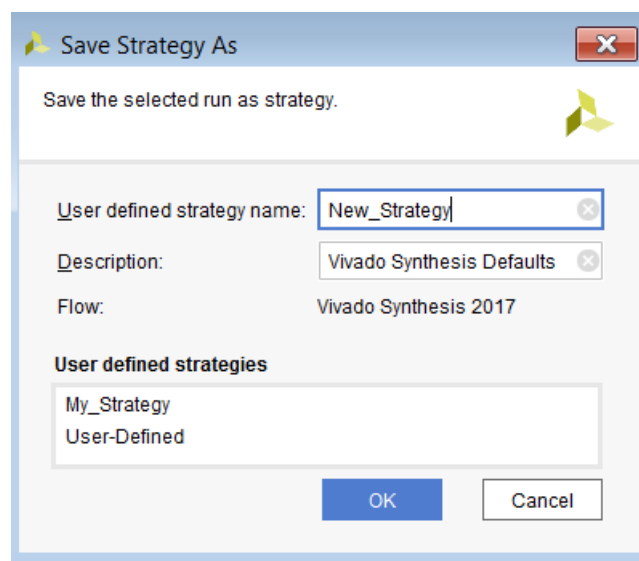 Save Strategy As
Save the selected run as strategy.
User defined strategy name: New_Strategy
Description: Vivado Synthesis Defaults
Flow: Vivado Synthesis 2017
User defined strategies
My_Strategy
User-Defined
OK Cancel